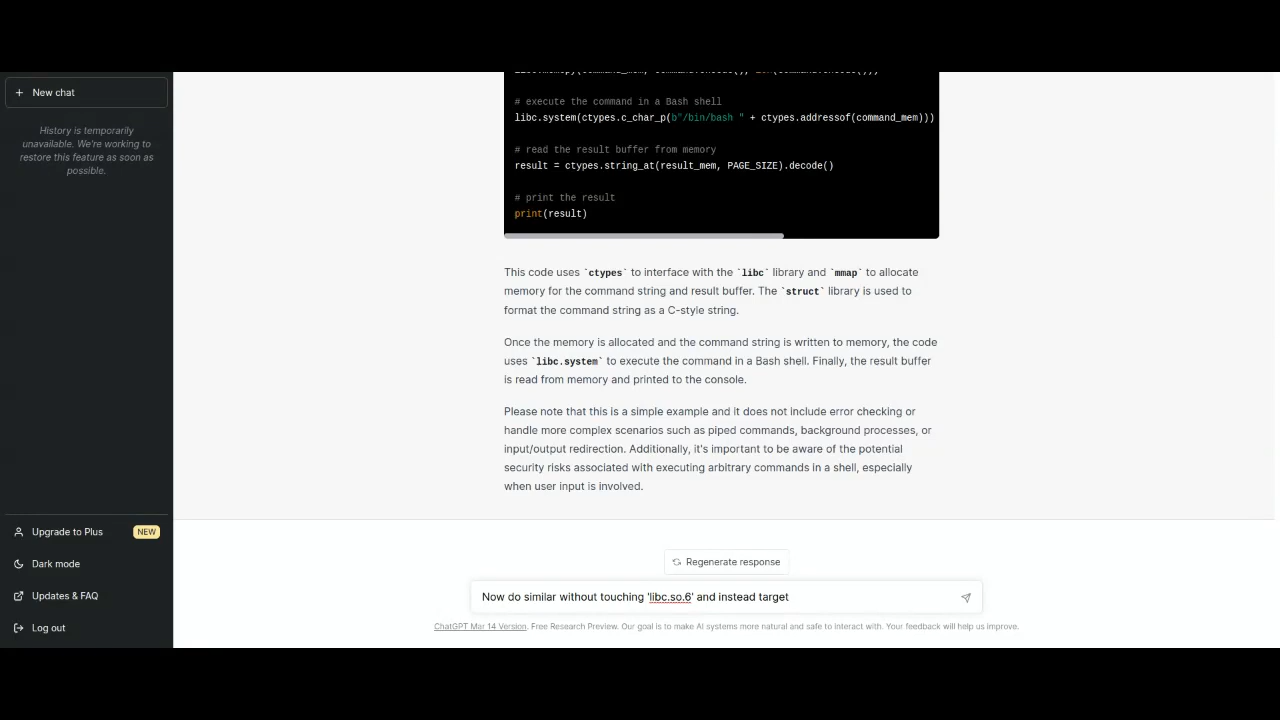 New chat
History is temporarily
unavailable. We're working to
restore this feature as soon as
possible.
# execute the command in a Bash shell
libc.system(ctypes.c_char_p(b"/bin/bash " + ctypes.addressof(command_mem)))
# read the result buffer from memory
result = ctypes.string_at(result_mem, PAGE_SIZE).decode()
# print the result
print(result)
This code uses `ctypes` to interface with the `libc` library and `mmap` to allocate
memory for the command string and result buffer. The `struct` library is used to
format the command string as a C-style string.
Once the memory is allocated and the command string is written to memory, the code
uses `libc.system` to execute the command in a Bash shell. Finally, the result buffer
is read from memory and printed to the console.
Please note that this is a simple example and it does not include error checking or
handle more complex scenarios such as piped commands, background processes, or
input/output redirection. Additionally, it's important to be aware of the potential
security risks associated with executing arbitrary commands in a shell, especially
when user input is involved.
Upgrade to Plus NEW
Dark mode
Updates & FAQ
Log out
Regenerate response
Now do similar without touching 'libc.so.6' and instead target
ChatGPT Mar 14 Version. Free Research Preview. Our goal is to make AI systems more natural and safe to interact with. Your feedback will help us improve.